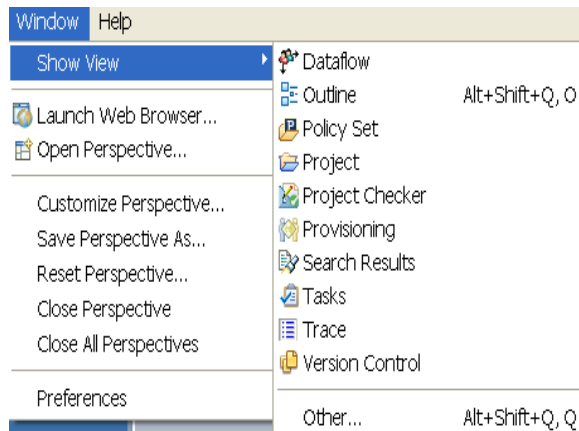 Window Help
Show View
Launch Web Browser...
Open Perspective...
Customize Perspective...
Save Perspective As...
Reset Perspective...
Close Perspective
Close All Perspectives
Preferences
Dataflow
Outline Alt+Shift+Q, O
Policy Set
Project
Project Checker
Provisioning
Search Results
Tasks
Trace
Version Control
Other... Alt+Shift+Q, Q